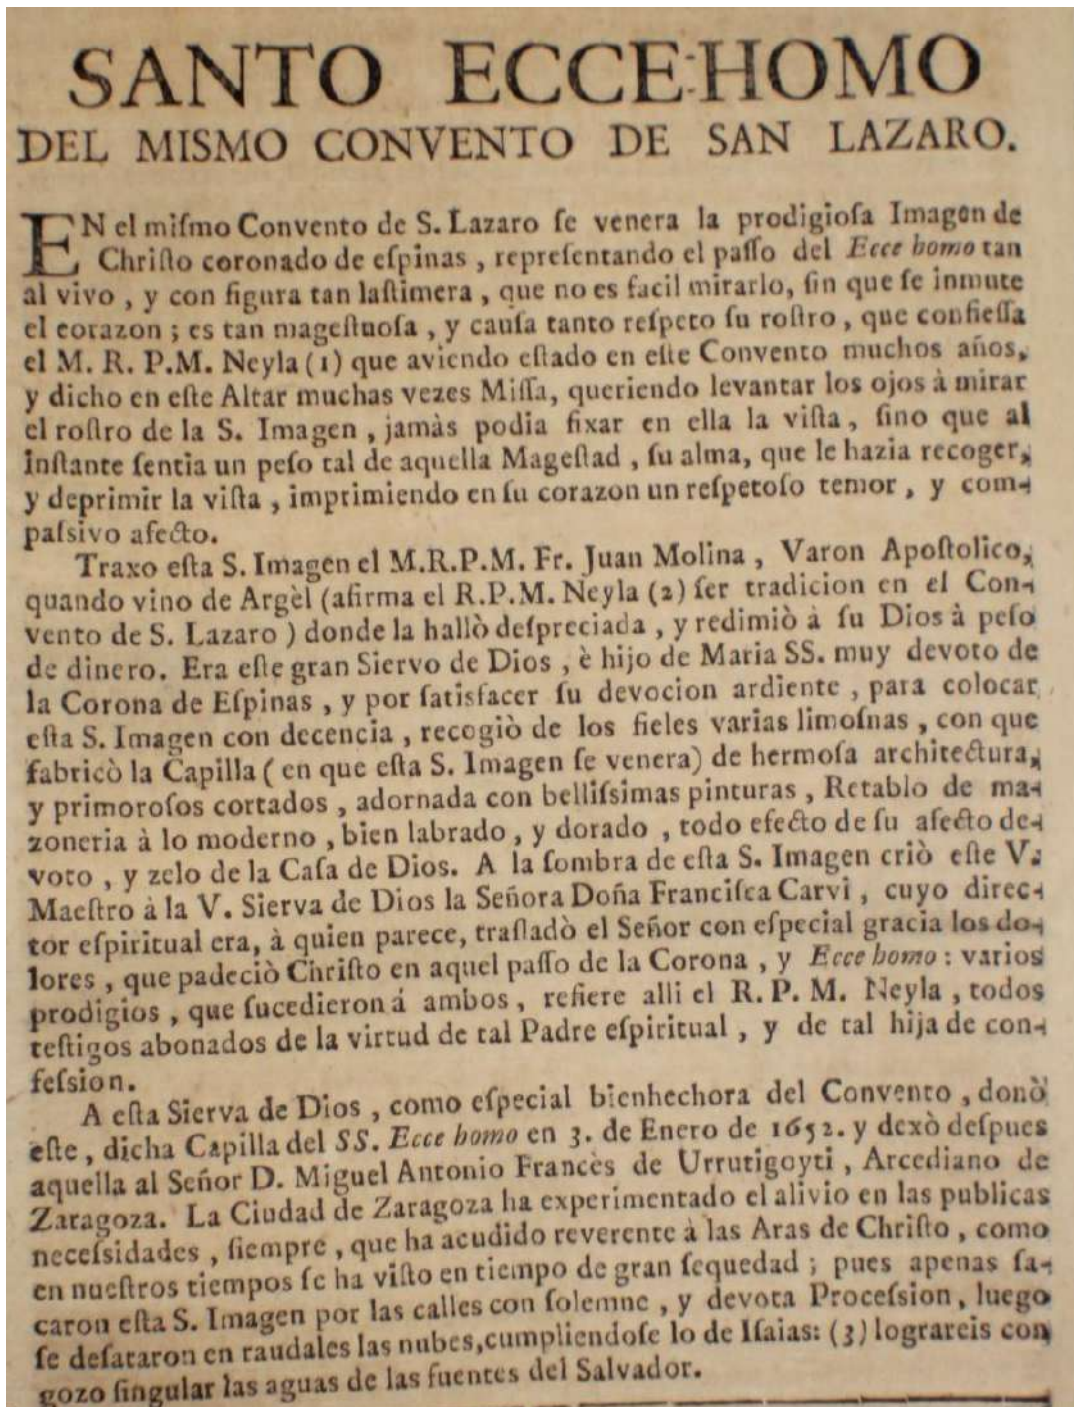 SANTO ECCE-HOMO
DEL MISMO CONVENTO DE SAN LAZARO.
EN el miſmo Convento de S. Lazaro ſe venera la prodigioſa Imagen de
Chriſto coronado de eſpinas, repreſentando el paſſo del Ecce homo tan
al vivo, y con figura tan laſtimera, que no es facil mirarlo, ſin que ſe inmute
el corazon; es tan mageſtuoſa, y cauſa tanto reſpeto ſu roſtro, que confieſſa
el M. R. P.M. Neyla (1) que aviendo eſtado en eſte Convento muchos años,
y dicho en eſte Altar muchas vezes Miſſa, queriendo levantar los ojos à mirar
el roſtro de la S. Imagen, jamàs podia fixar en ella la viſta, ſino que al
inſtante ſentia un peſo tal de aquella Mageſtad, ſu alma, que le hazia recoger,
y deprimir la viſta, imprimiendo en ſu corazon un reſpetoſo temor, y com-
paſsivo afecto.
Traxo eſta S. Imagen el M.R.P.M. Fr. Juan Molina, Varon Apoſtolico,
quando vino de Argèl (afirma el R.P.M. Neyla (2) ſer tradicion en el Con-
vento de S. Lazaro) donde la hallò deſpreciada, y redimiò à ſu Dios à peſo
de dinero. Era eſte gran Siervo de Dios, è hijo de Maria SS. muy devoto de
la Corona de Eſpinas, y por ſatisfacer ſu devocion ardiente, para colocar
eſta S. Imagen con decencia, recogiò de los fieles varias limoſnas, con que
fabricò la Capilla (en que eſta S. Imagen ſe venera) de hermoſa architectura,
y primoroſos cortados, adornada con belliſsimas pinturas, Retablo de ma-
zoneria à lo moderno, bien labrado, y dorado, todo efecto de ſu afecto de-
voto, y zelo de la Caſa de Dios. A la ſombra de eſta S. Imagen criò eſte V.
Maeſtro à la V. Sierva de Dios la Señora Doña Franciſca Carvi, cuyo direc-
tor eſpiritual era, à quien parece, traſladò el Señor con eſpecial gracia los do-
lores, que padeciò Chriſto en aquel paſſo de la Corona, y Ecce homo: varios
prodigios, que ſucedieron á ambos, refiere alli el R. P. M. Neyla, todos
teſtigos abonados de la virtud de tal Padre eſpiritual, y de tal hija de con-
feſsion.
A eſta Sierva de Dios, como eſpecial bienhechora del Convento, donò
eſte, dicha Capilla del SS. Ecce homo en 3. de Enero de 1652. y dexò deſpues
aquella al Señor D. Miguel Antonio Francès de Urrutigoyti, Arcediano de
Zaragoza. La Ciudad de Zaragoza ha experimentado el alivio en las publicas
neceſsidades, ſiempre, que ha acudido reverente à las Aras de Chriſto, como
en nueſtros tiempos ſe ha viſto en tiempo de gran ſequedad; pues apenas ſa-
caron eſta S. Imagen por las calles con ſolemne, y devota Proceſsion, luego
ſe deſataron en raudales las nubes, cumpliendoſe lo de Iſaias: (3) lograreis con
gozo ſingular las aguas de las fuentes del Salvador.